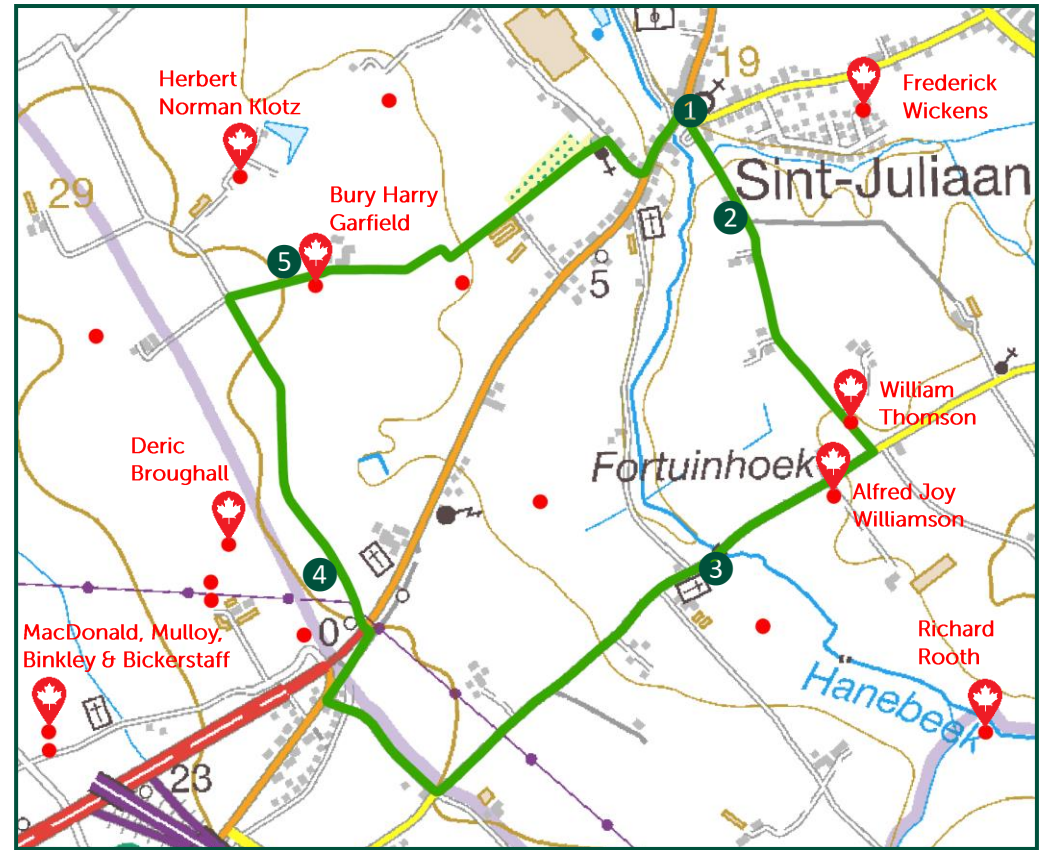 19
1
Herbert
Norman Klotz
Frederick
Wickens
29
Bury Harry
Garfield
Sint-Juliaan
2
5
5
William
Thomson
Deric
Broughall
Fortuinhoek
Alfred Joy
Williamson
4
3
0
MacDonald, Mulloy,
Binkley & Bickerstaff
Richard
Rooth
Hanebeek
23